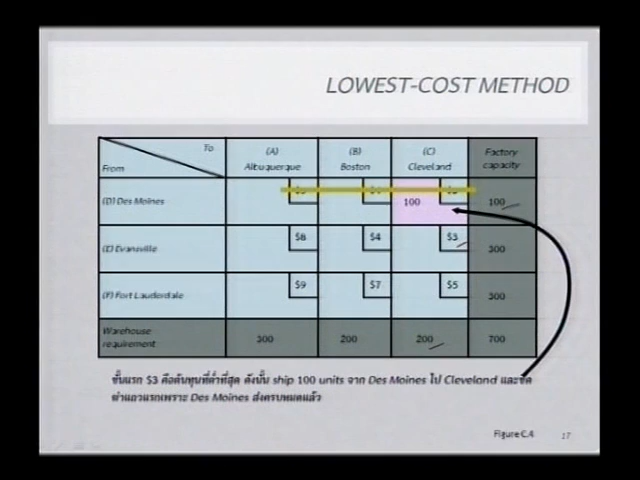 LOWEST-COST METHOD
To (A) (B) (C) Factory
From Albuquerque Boston Cleveland capacity
(D) Des Moines 100 100
$8 $4 $3
(E) Evansville 300
$9 $7 $5
(F) Fort Lauderdale 300
Warehouse requirement 300 200 200 700
ขั้นแรก $3 คือต้นทุนที่ต่ำที่สุด ดังนั้น ship 100 units จาก Des Moines ไป Cleveland และขีด
ฆ่าแถวแรกเพราะ Des Moines ส่งครบหมดแล้ว
Figure C.4 17